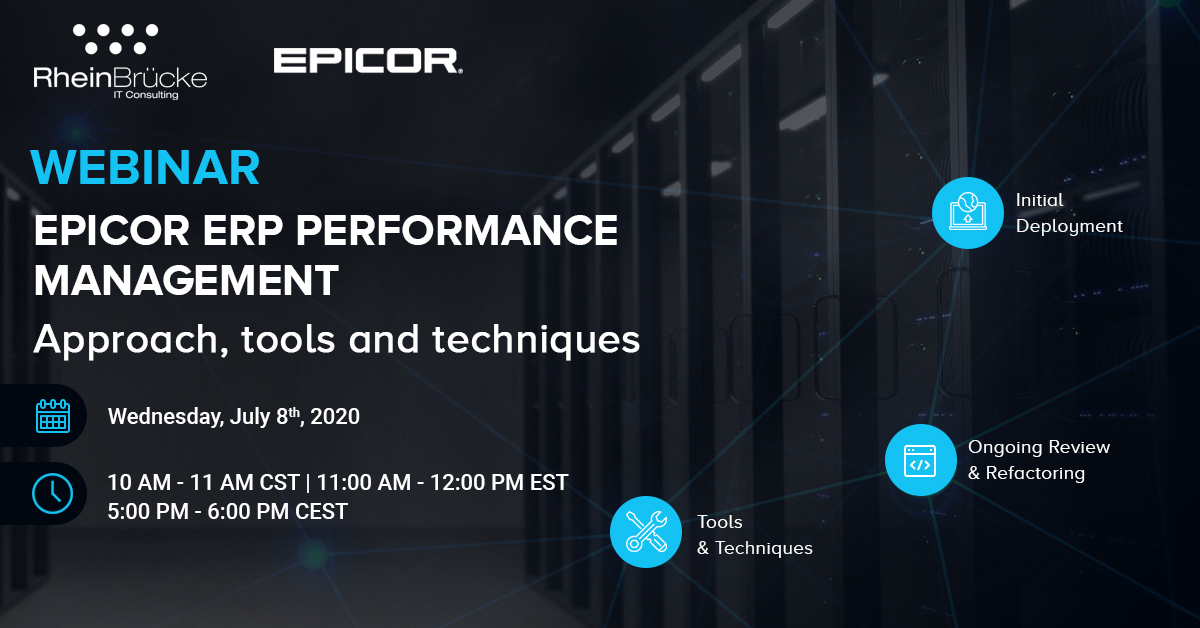 RheinBrücke
IT Consulting
EPICOR®
WEBINAR
EPICOR ERP PERFORMANCE
MANAGEMENT
Approach, tools and techniques
Wednesday, July 8th, 2020
10 AM - 11 AM CST | 11:00 AM - 12:00 PM EST
5:00 PM - 6:00 PM CEST
Initial
Deployment
Ongoing Review
& Refactoring
Tools
& Techniques